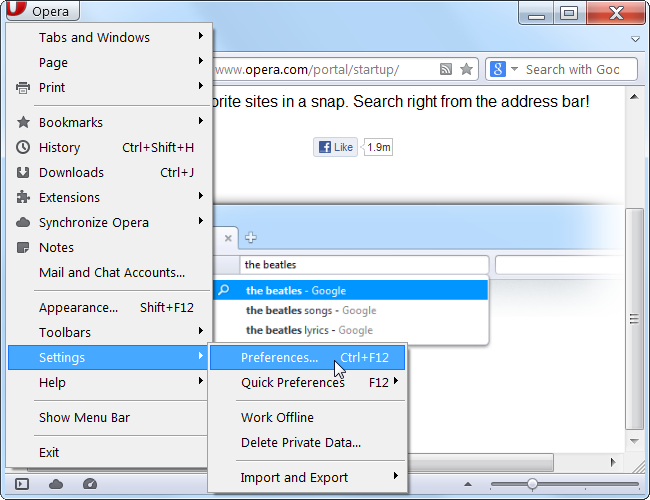 Opera
Tabs and Windows
Page
Print
Bookmarks
History Ctrl+Shift+H
Downloads Ctrl+J
Extensions
Synchronize Opera
Notes
Mail and Chat Accounts...
Appearance... Shift+F12
Toolbars
Settings
Help
Show Menu Bar
Exit
Preferences... Ctrl+F12
Quick Preferences F12
Work Offline
Delete Private Data...
Import and Export
www.opera.com/portal/startup/
Search with
sites in a snap. Search right from the address bar!
Like 1.9m
the beatles
the beatles - Google
the beatles songs - Google
the beatles lyrics - Google